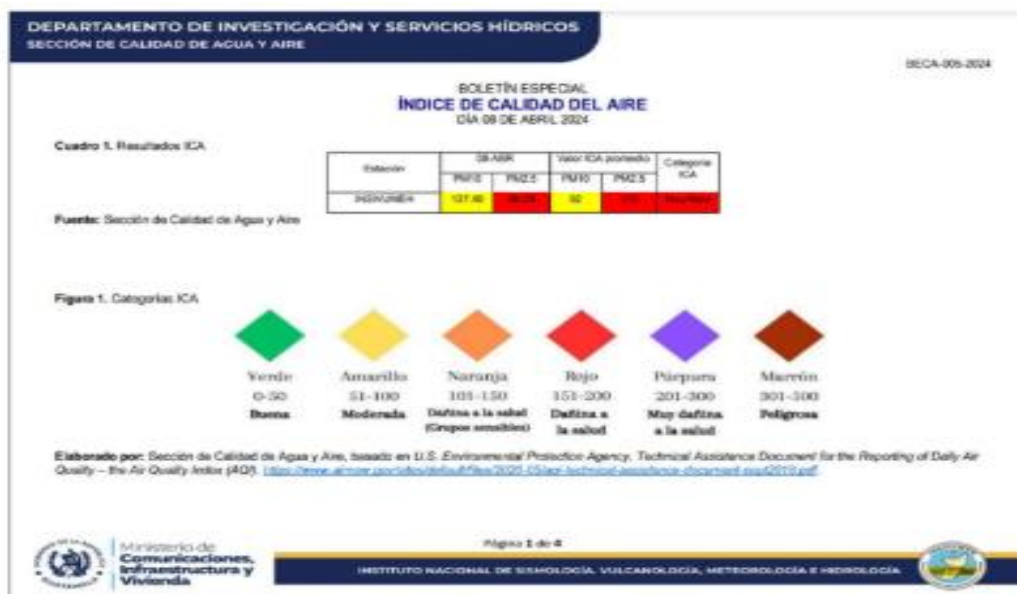 DEPARTAMENTO DE INVESTIGACIÓN Y SERVICIOS HÍDRICOS
SECCIÓN DE CALIDAD DE AGUA Y AIRE
BECA-005-2024
BOLETÍN ESPECIAL
ÍNDICE DE CALIDAD DEL AIRE
DÍA 08 DE ABRIL 2024
Cuadro 1. Resultados ICA
Estación 08-ABR Valor ICA promedio Categoría ICA
PM10 PM2.5 PM10 PM2.5
INSIVUMEH 92
Fuente: Sección de Calidad de Agua y Aire
Figura 1. Categorías ICA
Verde Amarillo Naranja Rojo Púrpura Marrón
0-50 51-100 101-150 151-200 201-300 301-500
Buena Moderada Dañina a la salud Dañina a Muy dañina Peligrosa
(Grupos sensibles) la salud a la salud
Elaborado por: Sección de Calidad de Agua y Aire, basado en U.S. Environmental Protection Agency, Technical Assistance Document for the Reporting of Daily Air
Quality – the Air Quality Index (AQI).
Página 1 de 4
Ministerio de
Comunicaciones,
Infraestructura y
Vivienda
INSTITUTO NACIONAL DE SISMOLOGÍA, VULCANOLOGÍA, METEOROLOGÍA E HIDROLOGÍA